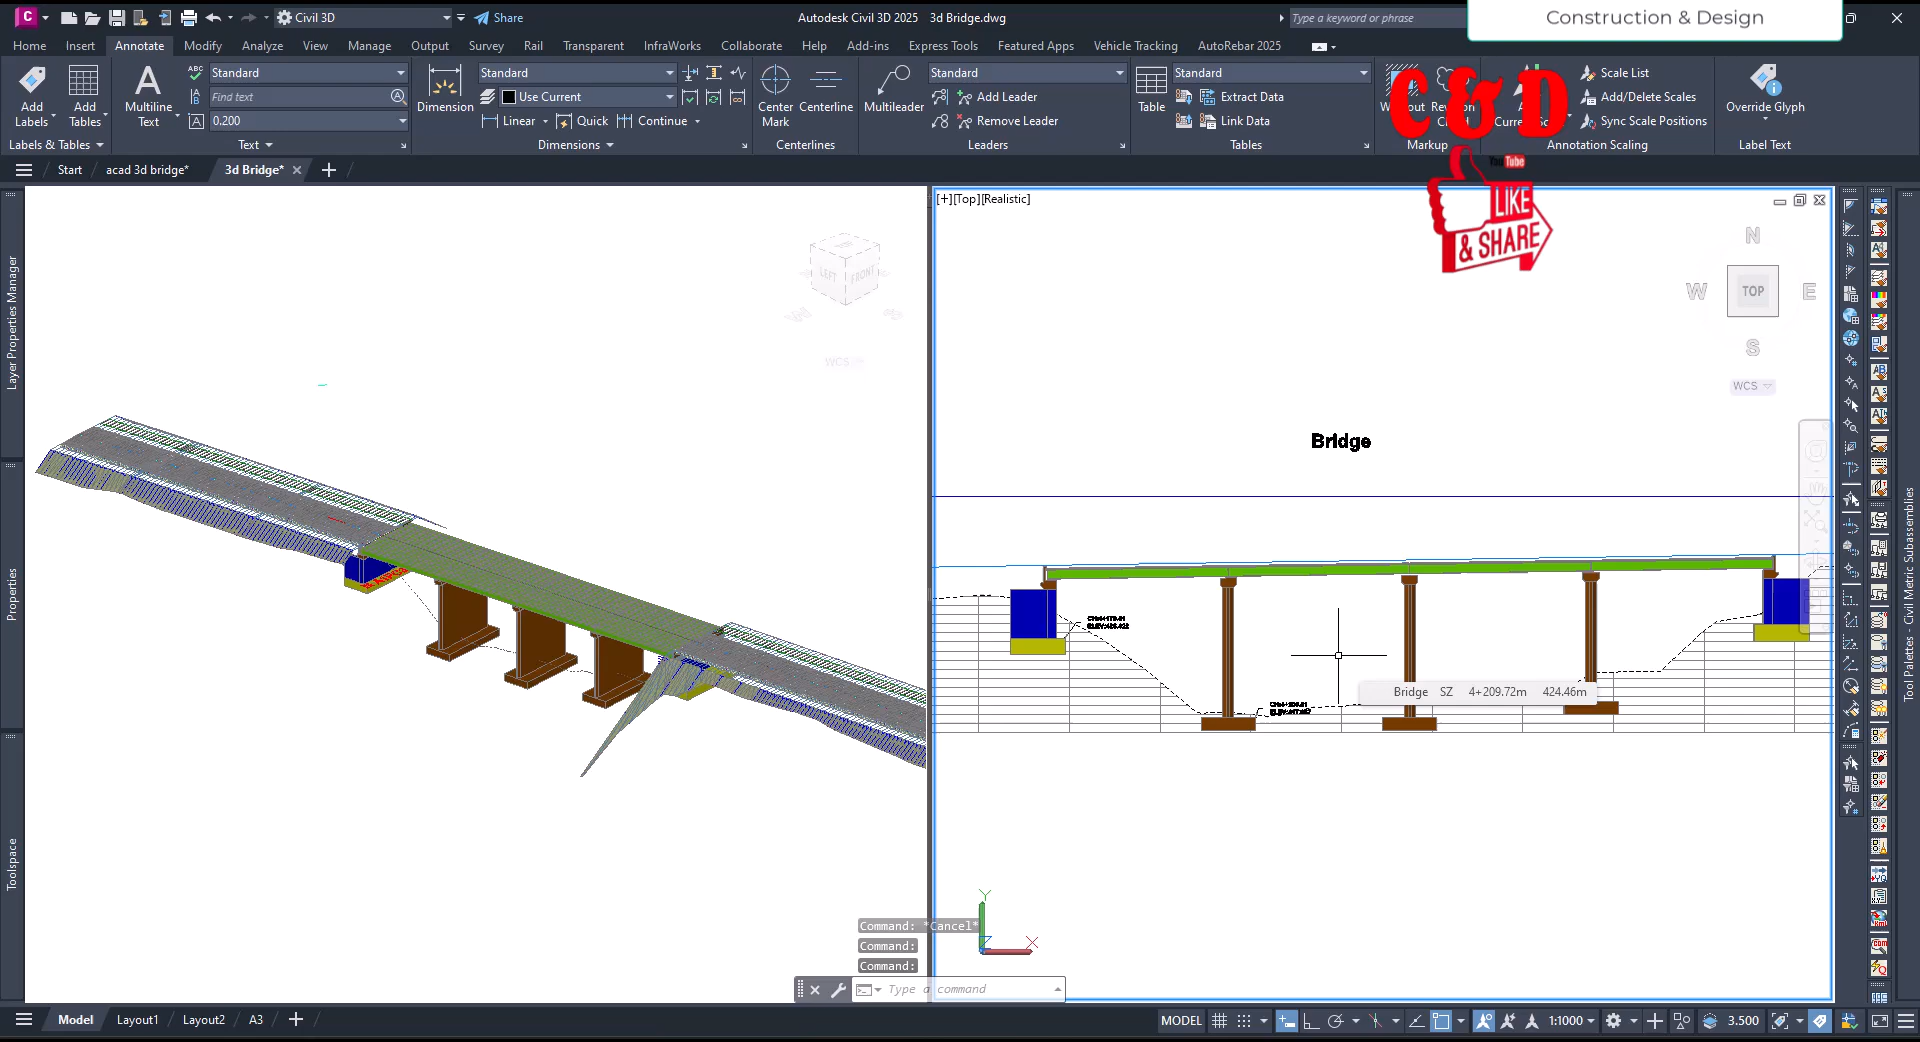 Civil 3D
Share
Autodesk Civil 3D 2025 3d Bridge.dwg
Type a keyword or phrase
Construction & Design
Home Insert Annotate Modify Analyze View Manage Output Survey Rail Transparent InfraWorks Collaborate Help Add-ins Express Tools Featured Apps Vehicle Tracking AutoRebar 2025
Add Labels
Add Tables
Labels & Tables
Multiline Text
ABC
Standard
Find text
0.200
Text
Dimension
Standard
Use Current
Linear
Quick
Continue
Dimensions
Center Mark
Centerline
Centerlines
Multileader
Standard
Add Leader
Remove Leader
Leaders
Table
Standard
Extract Data
Link Data
Tables
C & D
Markup
Scale List
Add/Delete Scales
Sync Scale Positions
Annotation Scaling
Override Glyph
Label Text
Start
acad 3d bridge*
3d Bridge*
YouTube
LIKE
& SHARE
Layer Properties Manager
Properties
Toolspace
LEFT
FRONT
WCS
[+][Top][Realistic]
N
W
TOP
E
S
WCS
Bridge
Bridge SZ 4+209.72m 424.46m
Y
Z
X
Tool Palettes - Civil Metric Subassemblies
Command: *Cancel*
Command:
Command:
Type a command
Model
Layout1
Layout2
A3
MODEL
1:1000
3.500